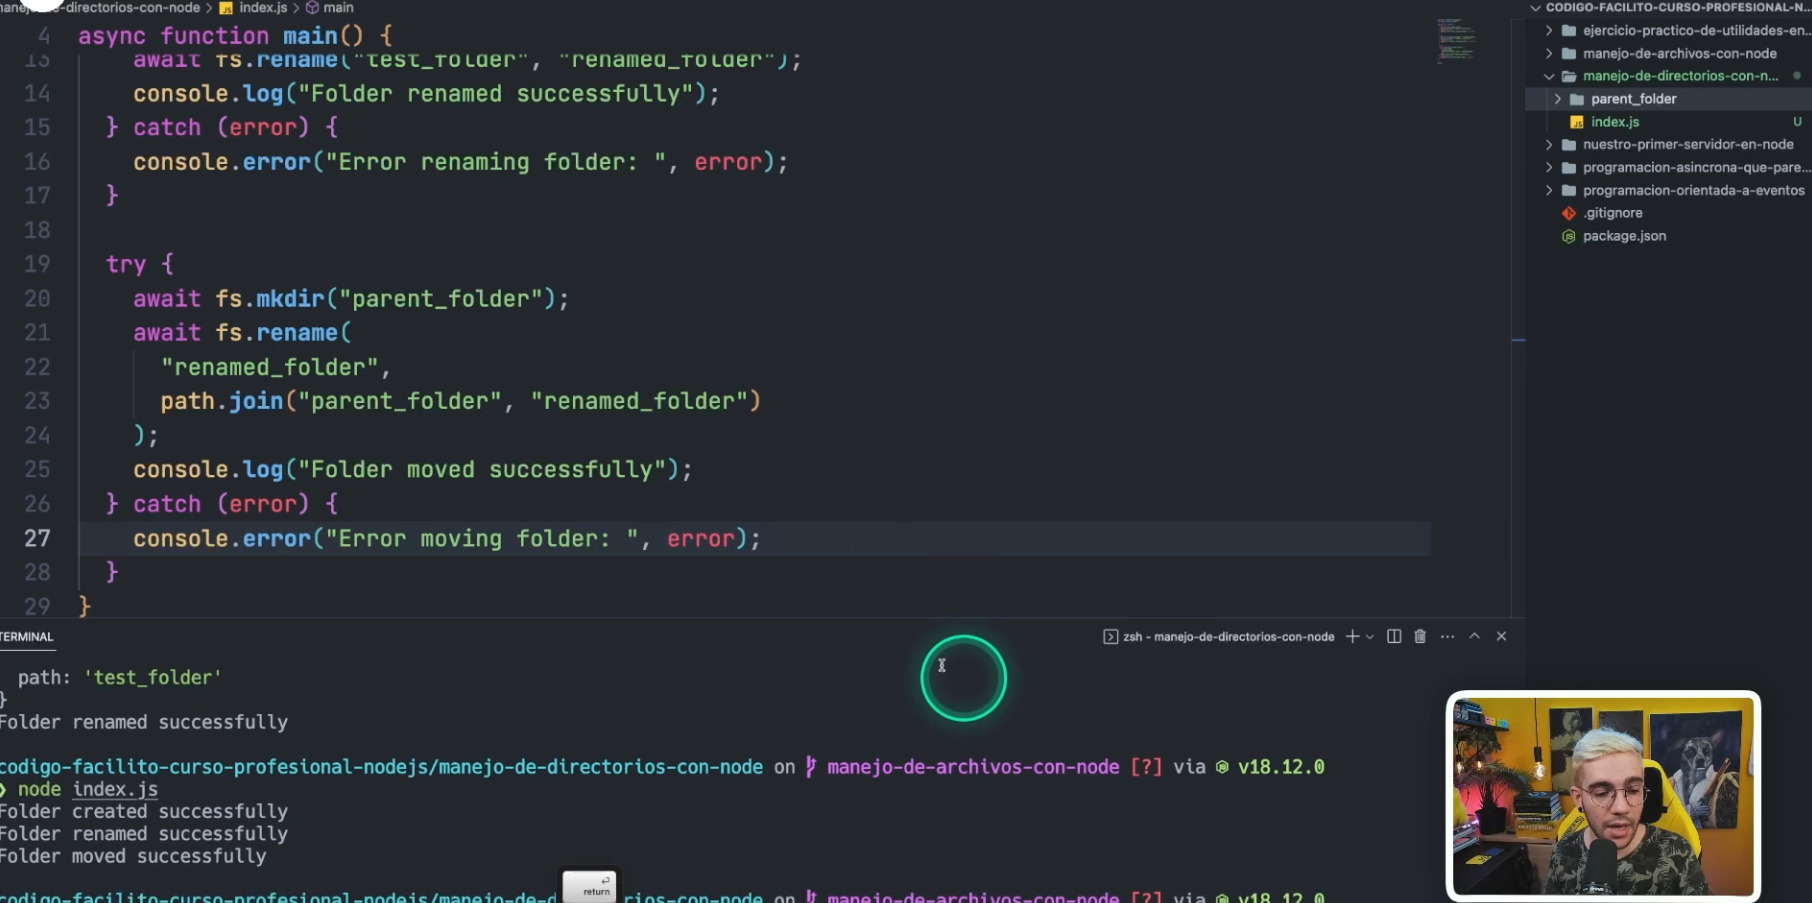 manejo-de-directorios-con-node > JS index.js > main
4 async function main() {
13 await fs.rename("test_folder", "renamed_folder");
14 console.log("Folder renamed successfully");
15 } catch (error) {
16 console.error("Error renaming folder: ", error);
17 }
18
19 try {
20 await fs.mkdir("parent_folder");
21 await fs.rename(
22 "renamed_folder",
23 path.join("parent_folder", "renamed_folder")
24 );
25 console.log("Folder moved successfully");
26 } catch (error) {
27 console.error("Error moving folder: ", error);
28 }
29 }
CODIGO-FACILITO-CURSO-PROFESIONAL-N...
ejercicio-practico-de-utilidades-en...
manejo-de-archivos-con-node
manejo-de-directorios-con-n...
parent_folder
JS index.js U
nuestro-primer-servidor-en-node
programacion-asincrona-que-pare...
programacion-orientada-a-eventos
.gitignore
package.json
TERMINAL
zsh - manejo-de-directorios-con-node
path: 'test_folder'
}
Folder renamed successfully
codigo-facilito-curso-profesional-nodejs/manejo-de-directorios-con-node on manejo-de-archivos-con-node [?] via v18.12.0
❯ node index.js
Folder created successfully
Folder renamed successfully
Folder moved successfully
return
codigo-facilito-curso-profesional-nodejs/manejo-de-d rios-con-node on manejo-de-archivos-con-node [?] via v18.12.0